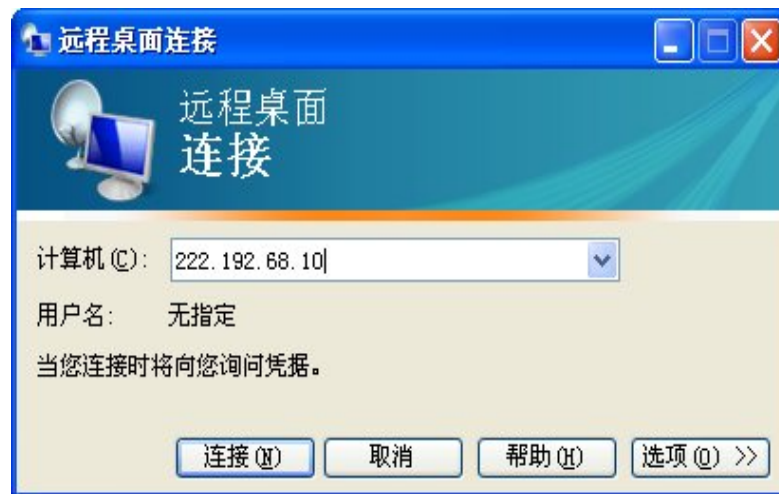 远程桌面连接
远程桌面
连接
计算机(C): 222.192.68.10
用户名: 无指定
当您连接时将向您询问凭据。
连接(N) 取消 帮助(H) 选项(O) >>